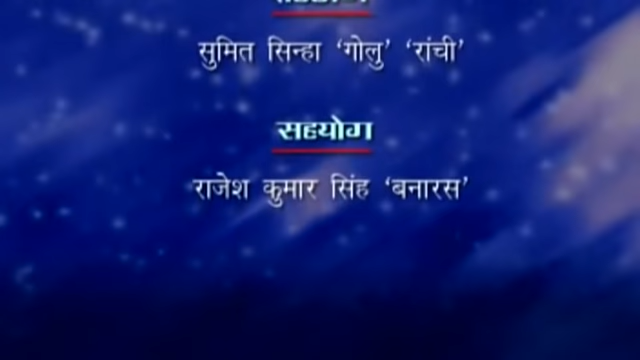 सुमित सिन्हा ‘गोलु’ ‘रांची’
सहयोग
राजेश कुमार सिंह ‘बनारस’